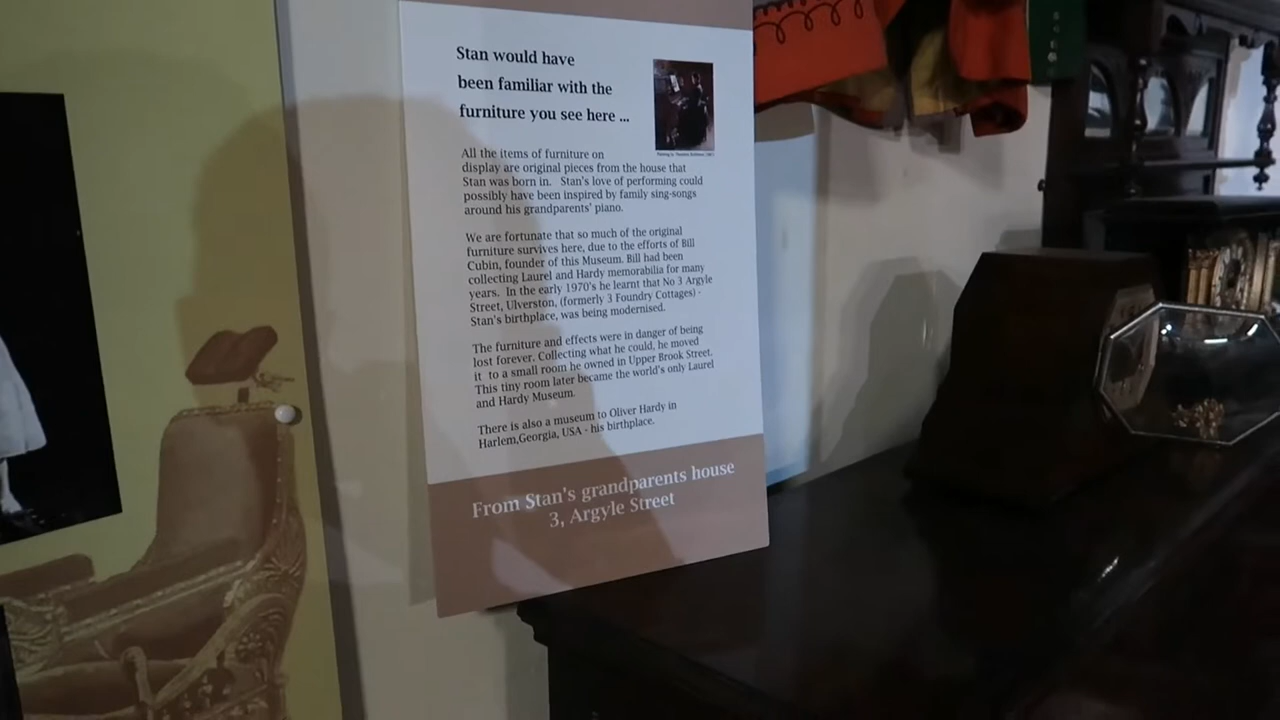 Stan would have
been familiar with the
furniture you see here ...
All the items of furniture on
display are original pieces from the house that
Stan was born in. Stan's love of performing could
possibly have been inspired by family sing-songs
around his grandparents' piano.
We are fortunate that so much of the original
furniture survives here, due to the efforts of Bill
Cubin, founder of this Museum. Bill had been
collecting Laurel and Hardy memorabilia for many
years. In the early 1970's he learnt that No 3 Argyle
Street, Ulverston, (formerly 3 Foundry Cottages) -
Stan's birthplace, was being modernised.
The furniture and effects were in danger of being
lost forever. Collecting what he could, he moved
it to a small room he owned in Upper Brook Street.
This tiny room later became the world's only Laurel
and Hardy Museum.
There is also a museum to Oliver Hardy in
Harlem,Georgia, USA - his birthplace.
From Stan's grandparents house
3, Argyle Street